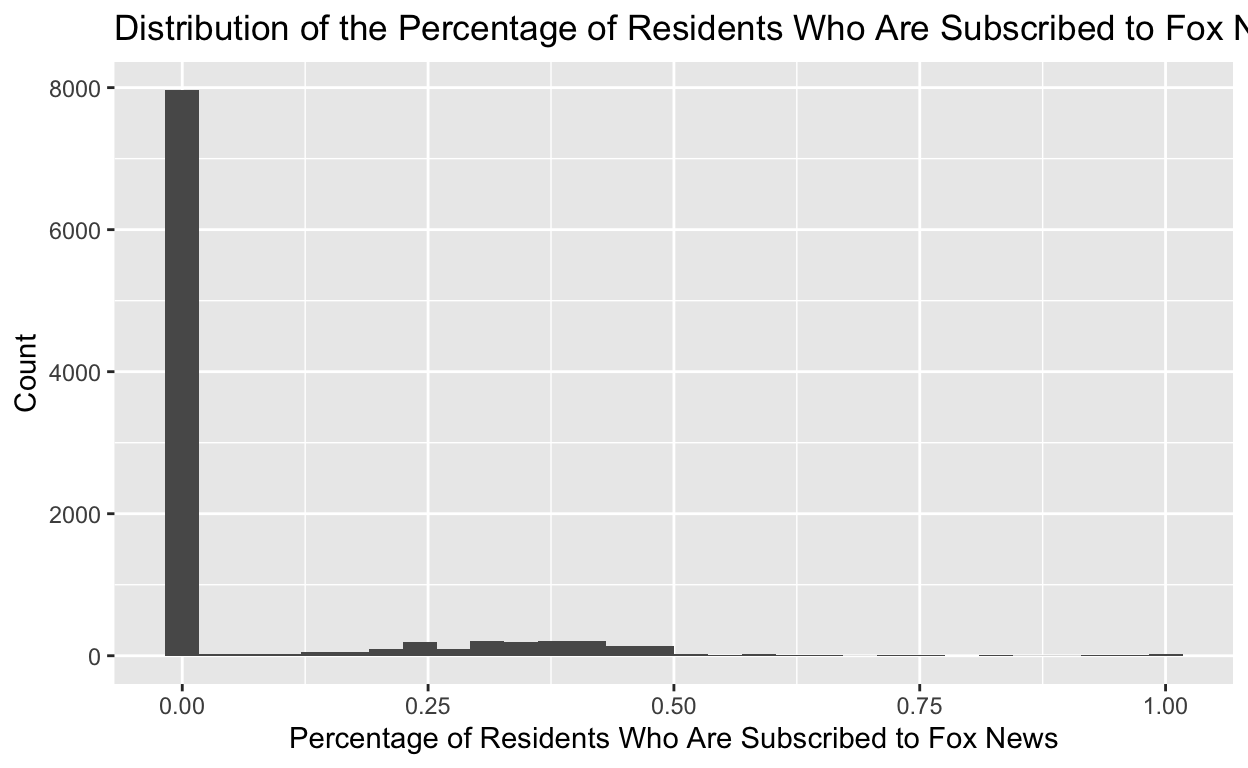 Distribution of the Percentage of Residents Who Are Subscribed to Fox N
8000
6000
4000
2000
0
Count
0.00 0.25 0.50 0.75 1.00
Percentage of Residents Who Are Subscribed to Fox News